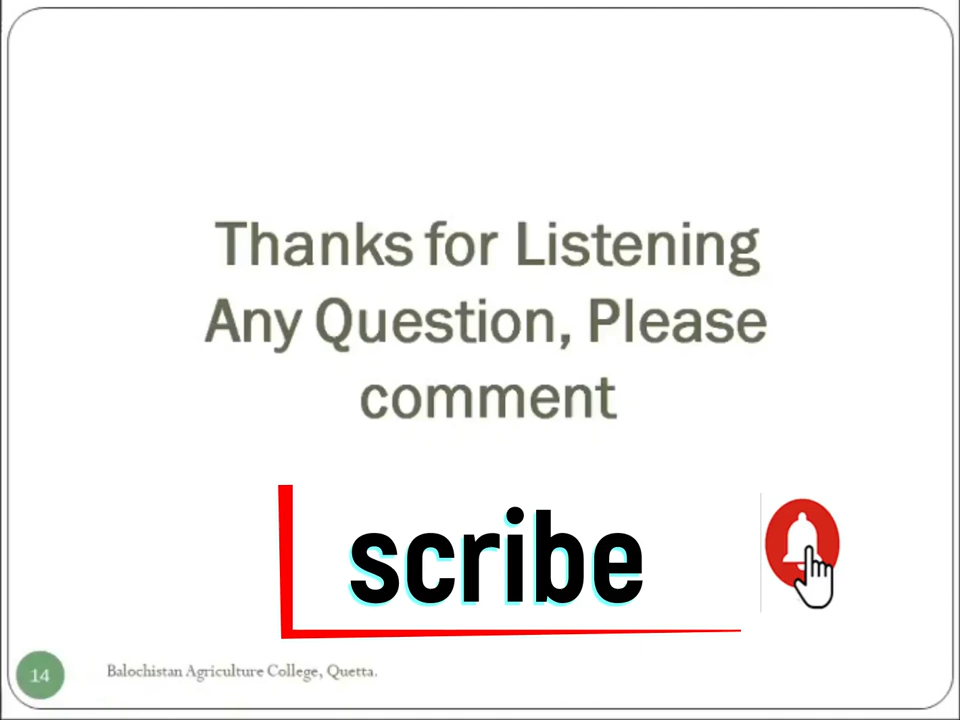 Thanks for Listening
Any Question, Please
comment
scribe
14
Balochistan Agriculture College, Quetta.